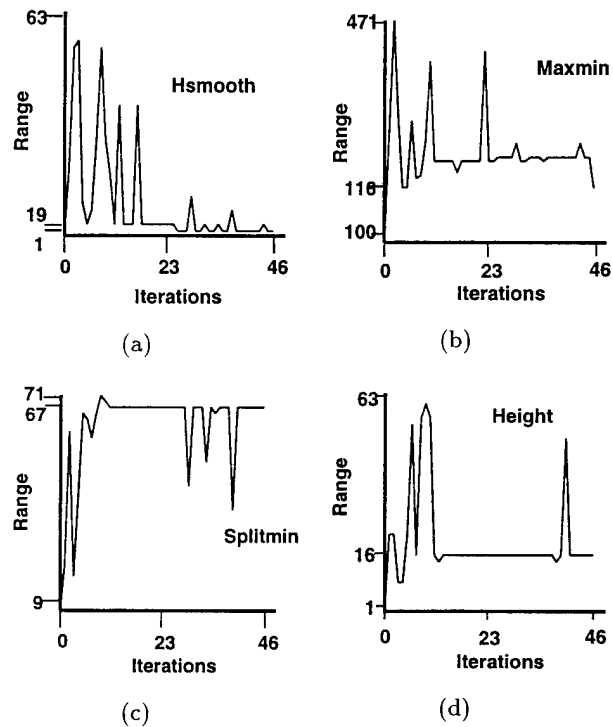 63
Range
Hsmooth
19
1
0
23
46
Iterations
(a)
471
Range
Maxmin
116
100
0
23
46
Iterations
(b)
71
67
Range
Splitmin
9
0
23
46
Iterations
(c)
63
Range
Height
16
1
0
23
46
Iterations
(d)